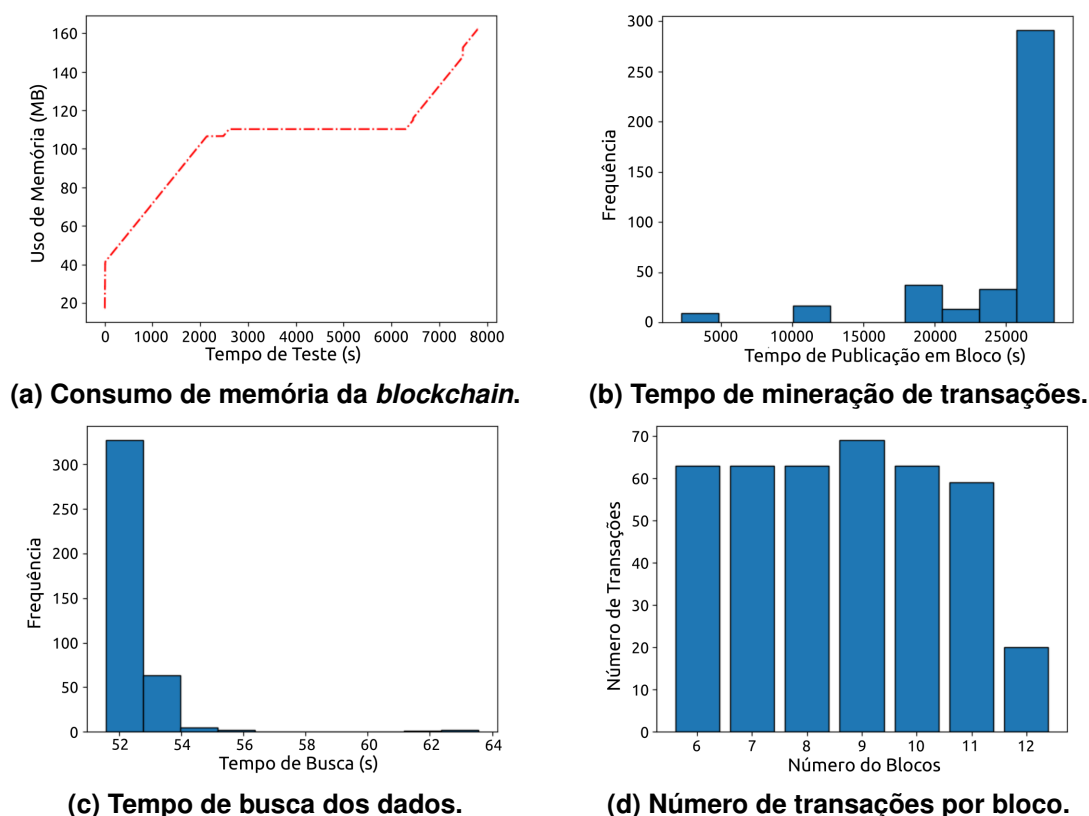 160
140
120
100
80
60
40
20
Uso de Memória (MB)
0 1000 2000 3000 4000 5000 6000 7000 8000
Tempo de Teste (s)
(a) Consumo de memória da blockchain.
300
250
200
150
100
50
0
Frequência
5000 10000 15000 20000 25000
Tempo de Publicação em Bloco (s)
(b) Tempo de mineração de transações.
300
250
200
150
100
50
0
Frequência
52 54 56 58 60 62 64
Tempo de Busca (s)
(c) Tempo de busca dos dados.
70
60
50
40
30
20
10
0
Número de Transações
6 7 8 9 10 11 12
Número do Blocos
(d) Número de transações por bloco.